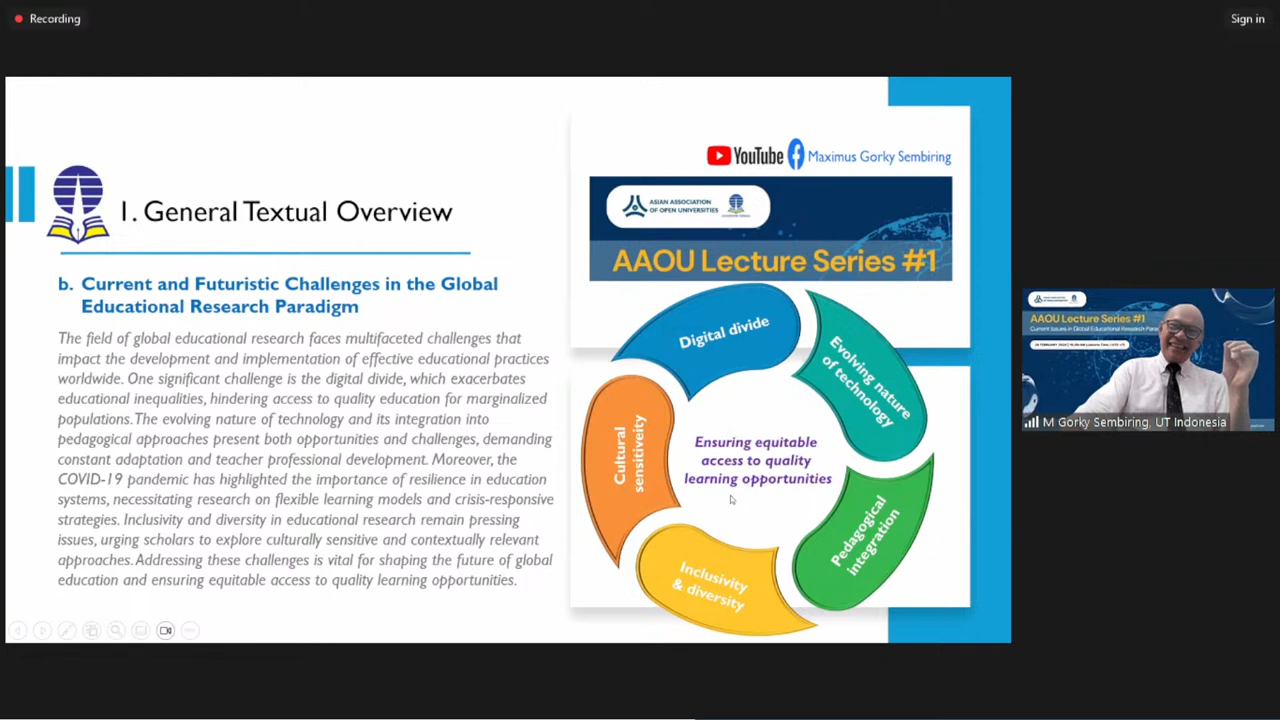 Recording
Sign in
YouTube
Maximus Gorky Sembiring
ASIAN ASSOCIATION
OF OPEN UNIVERSITIES
AAOU Lecture Series #1
1. General Textual Overview
b. Current and Futuristic Challenges in the Global
Educational Research Paradigm
The field of global educational research faces multifaceted challenges that
impact the development and implementation of effective educational practices
worldwide. One significant challenge is the digital divide, which exacerbates
educational inequalities, hindering access to quality education for marginalized
populations. The evolving nature of technology and its integration into
pedagogical approaches present both opportunities and challenges, demanding
constant adaptation and teacher professional development. Moreover, the
COVID-19 pandemic has highlighted the importance of resilience in education
systems, necessitating research on flexible learning models and crisis-responsive
strategies. Inclusivity and diversity in educational research remain pressing
issues, urging scholars to explore culturally sensitive and contextually relevant
approaches. Addressing these challenges is vital for shaping the future of global
education and ensuring equitable access to quality learning opportunities.
Digital divide
Evolving nature
of technology
Pedagogical
integration
Inclusivity
& diversity
Cultural
sensitiveity
Ensuring equitable
access to quality
learning opportunities
AAOU Lecture Series #1
Current Issues in Global Educational Research Para
M Gorky Sembiring, UT Indonesia